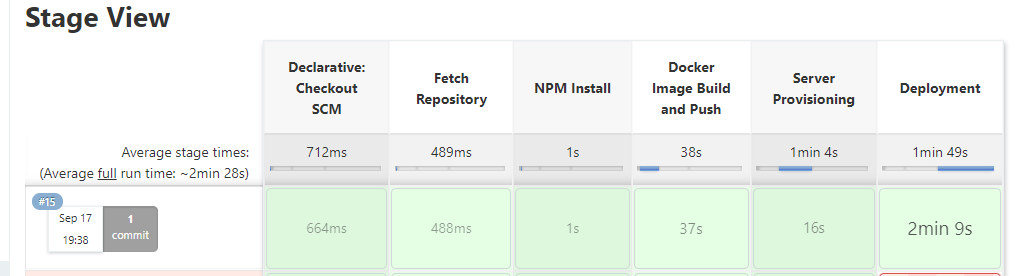 Stage View
Declarative:
Checkout
SCM
Fetch
Repository
NPM Install
Docker
Image Build
and Push
Server
Provisioning
Deployment
Average stage times:
(Average full run time: ~2min 28s)
712ms
489ms
1s
38s
1min 4s
1min 49s
#15
Sep 17
19:38
1
commit
664ms
488ms
1s
37s
16s
2min 9s